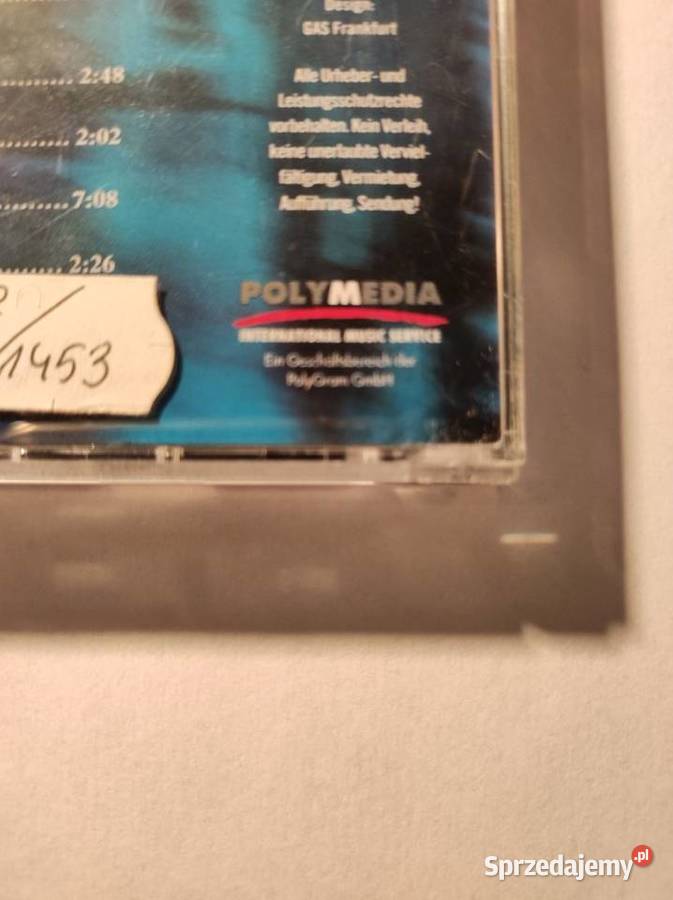 Design:
GAS Frankfurt
2:48
2:02
7:08
2:26
Alle Urheber- und
Leistungsschutzrechte
vorbehalten. Kein Verleih,
keine unerlaubte Verviel-
fältigung, Vermietung,
Aufführung, Sendung!
/1453
POLYMEDIA
INTERNATIONAL MUSIC SERVICE
Ein Geschäftsbereich der
PolyGram GmbH
Sprzedajemy.pl